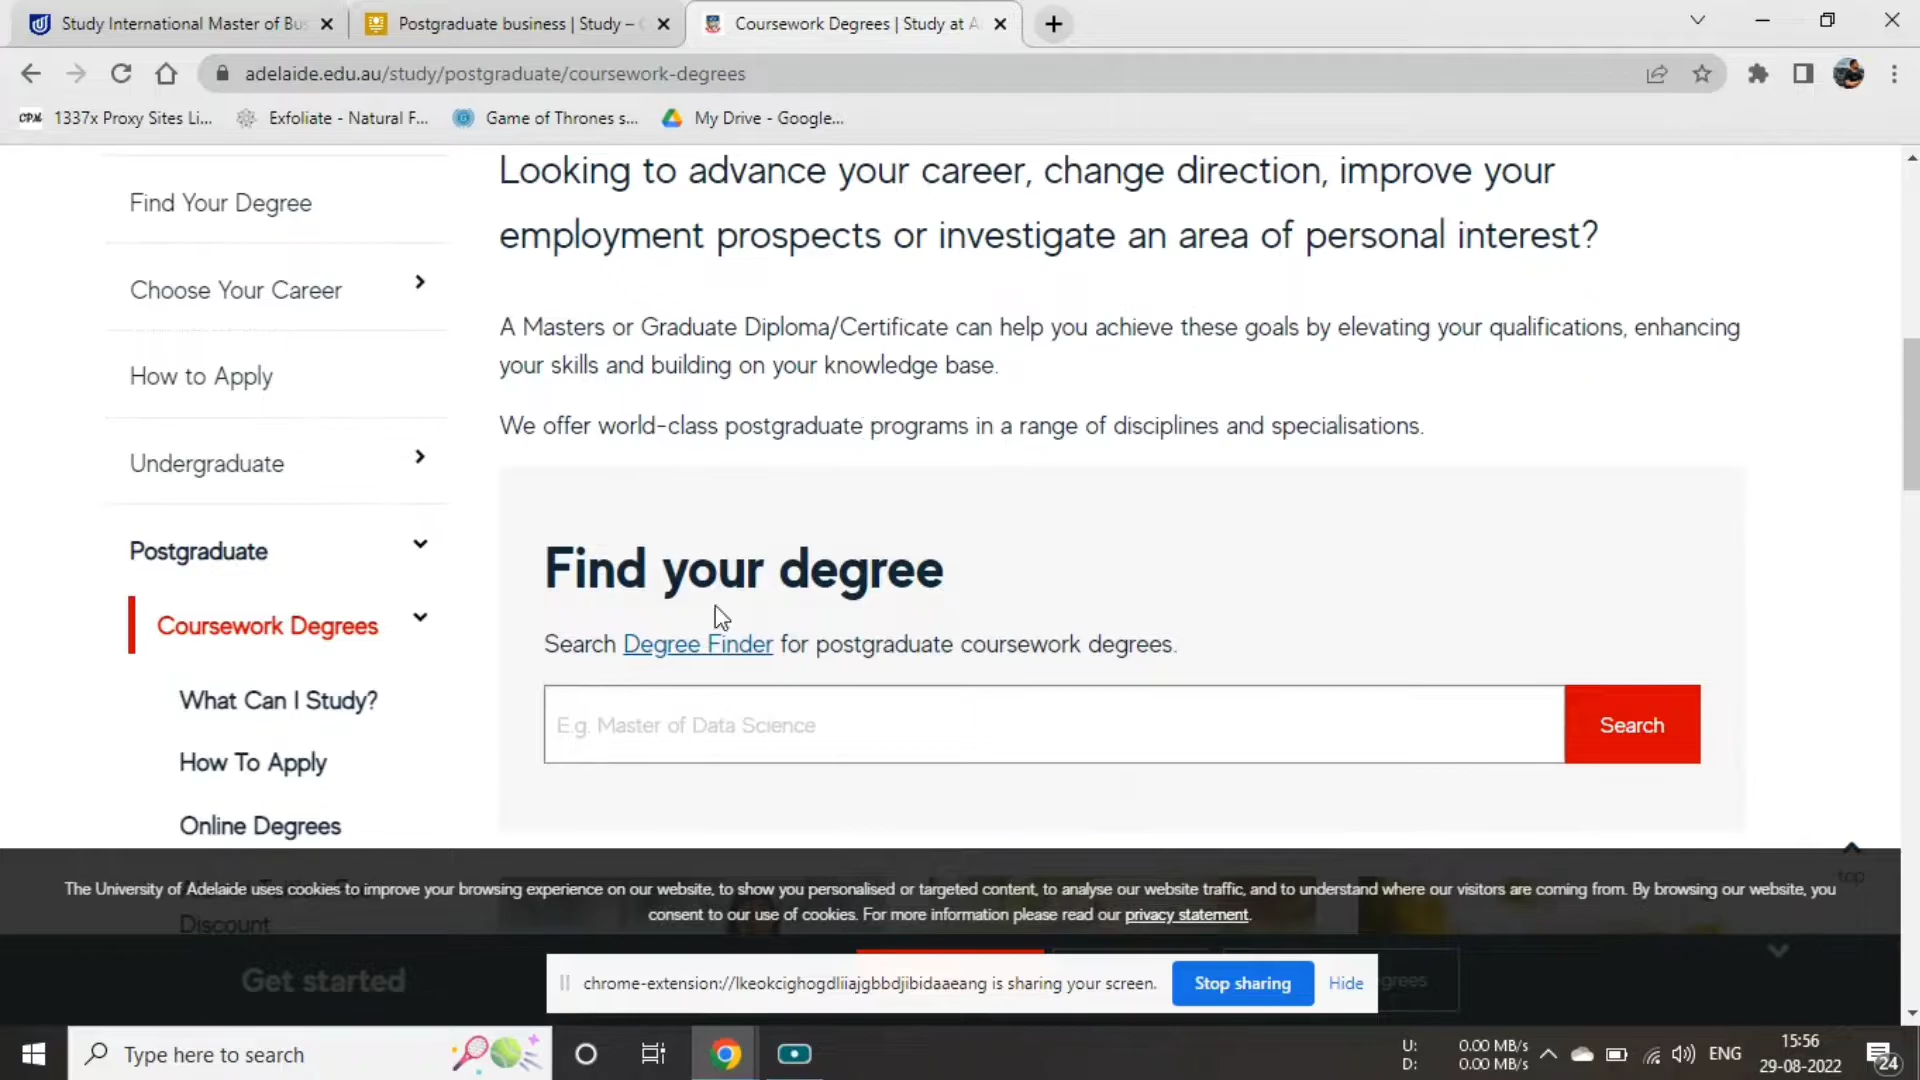 Study International Master of Bus
Postgraduate business | Study –
Coursework Degrees | Study at A
adelaide.edu.au/study/postgraduate/coursework-degrees
1337x Proxy Sites Li...
Exfoliate - Natural F...
Game of Thrones s...
My Drive - Google...
Find Your Degree
Choose Your Career
How to Apply
Undergraduate
Postgraduate
Coursework Degrees
What Can I Study?
How To Apply
Online Degrees
Discount
Looking to advance your career, change direction, improve your
employment prospects or investigate an area of personal interest?
A Masters or Graduate Diploma/Certificate can help you achieve these goals by elevating your qualifications, enhancing
your skills and building on your knowledge base.
We offer world-class postgraduate programs in a range of disciplines and specialisations.
Find your degree
Search Degree Finder for postgraduate coursework degrees.
E.g. Master of Data Science
Search
top
The University of Adelaide uses cookies to improve your browsing experience on our website, to show you personalised or targeted content, to analyse our website traffic, and to understand where our visitors are coming from. By browsing our website, you
consent to our use of cookies. For more information please read our privacy statement.
Get started
chrome-extension://lkeokcighogdliiajgbbdjibidaaeang is sharing your screen.
Stop sharing
Hide
Type here to search
U: 0.00 MB/s
D: 0.00 MB/s
ENG
15:56
29-08-2022
24